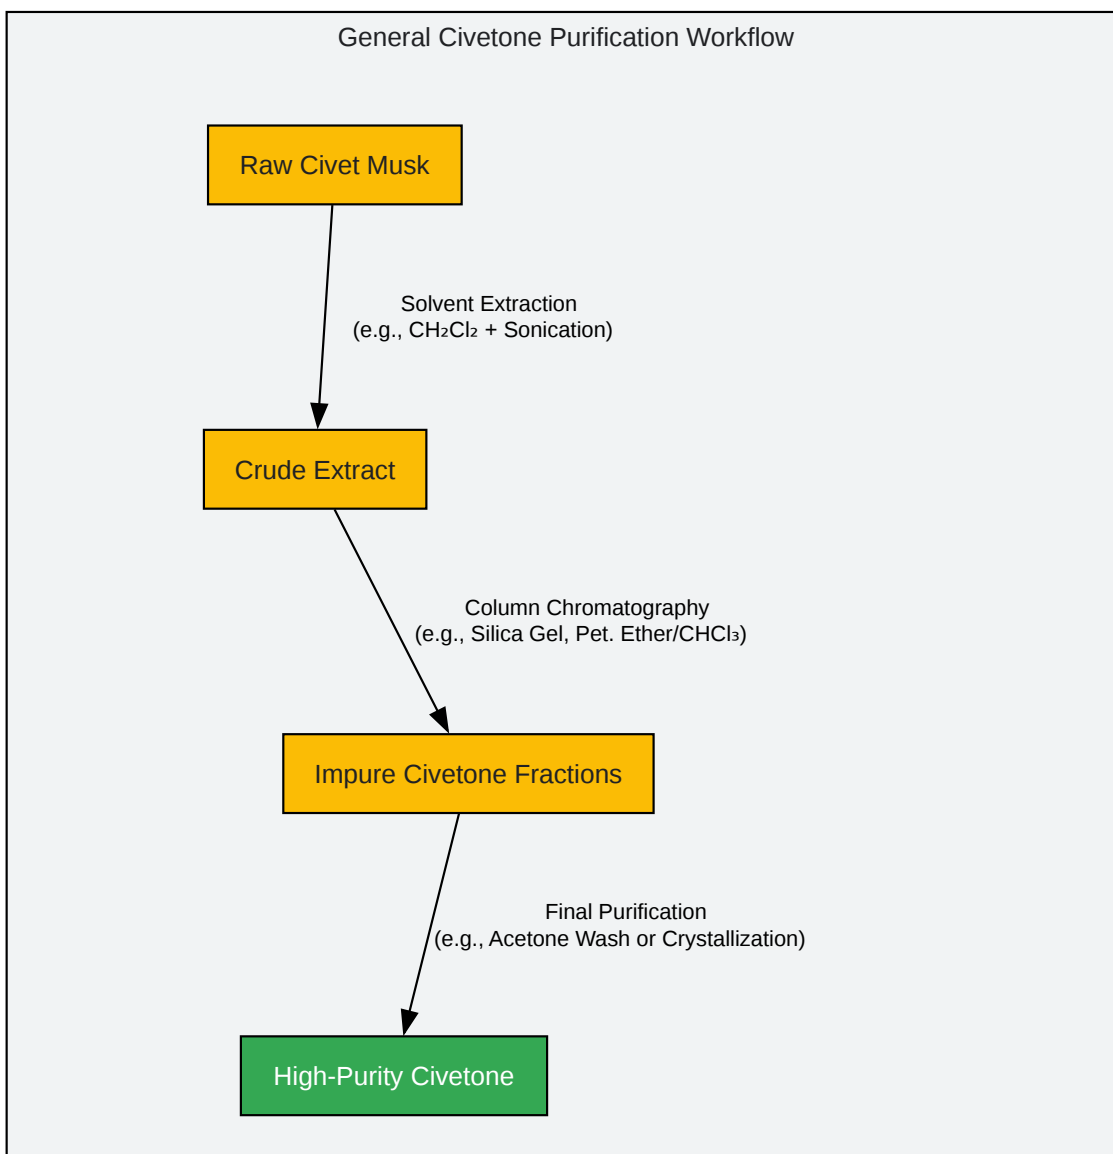 General Civetone Purification Workflow
Raw Civet Musk
Solvent Extraction
(e.g., CH₂Cl₂ + Sonication)
Crude Extract
Column Chromatography
(e.g., Silica Gel, Pet. Ether/CHCl₃)
Impure Civetone Fractions
Final Purification
(e.g., Acetone Wash or Crystallization)
High-Purity Civetone